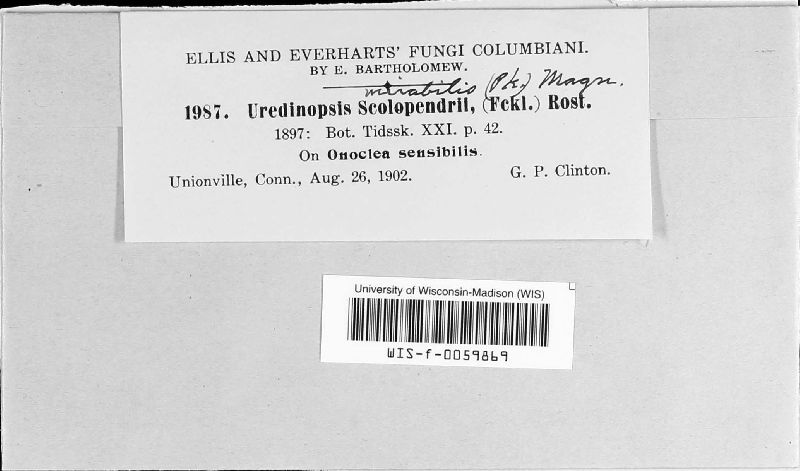 ELLIS AND EVERHARTS' FUNGI COLUMBIANI.
BY E. BARTHOLOMEW.
mirabilis (Pk.) Magn.
1987. Uredinopsis Scolopendrii, (Fckl.) Rost.
1897: Bot. Tidssk. XXI. p. 42.
On Onoclea sensibilis.
Unionville, Conn., Aug. 26, 1902. G. P. Clinton.
University of Wisconsin-Madison (WIS)
WIS-f-0059869